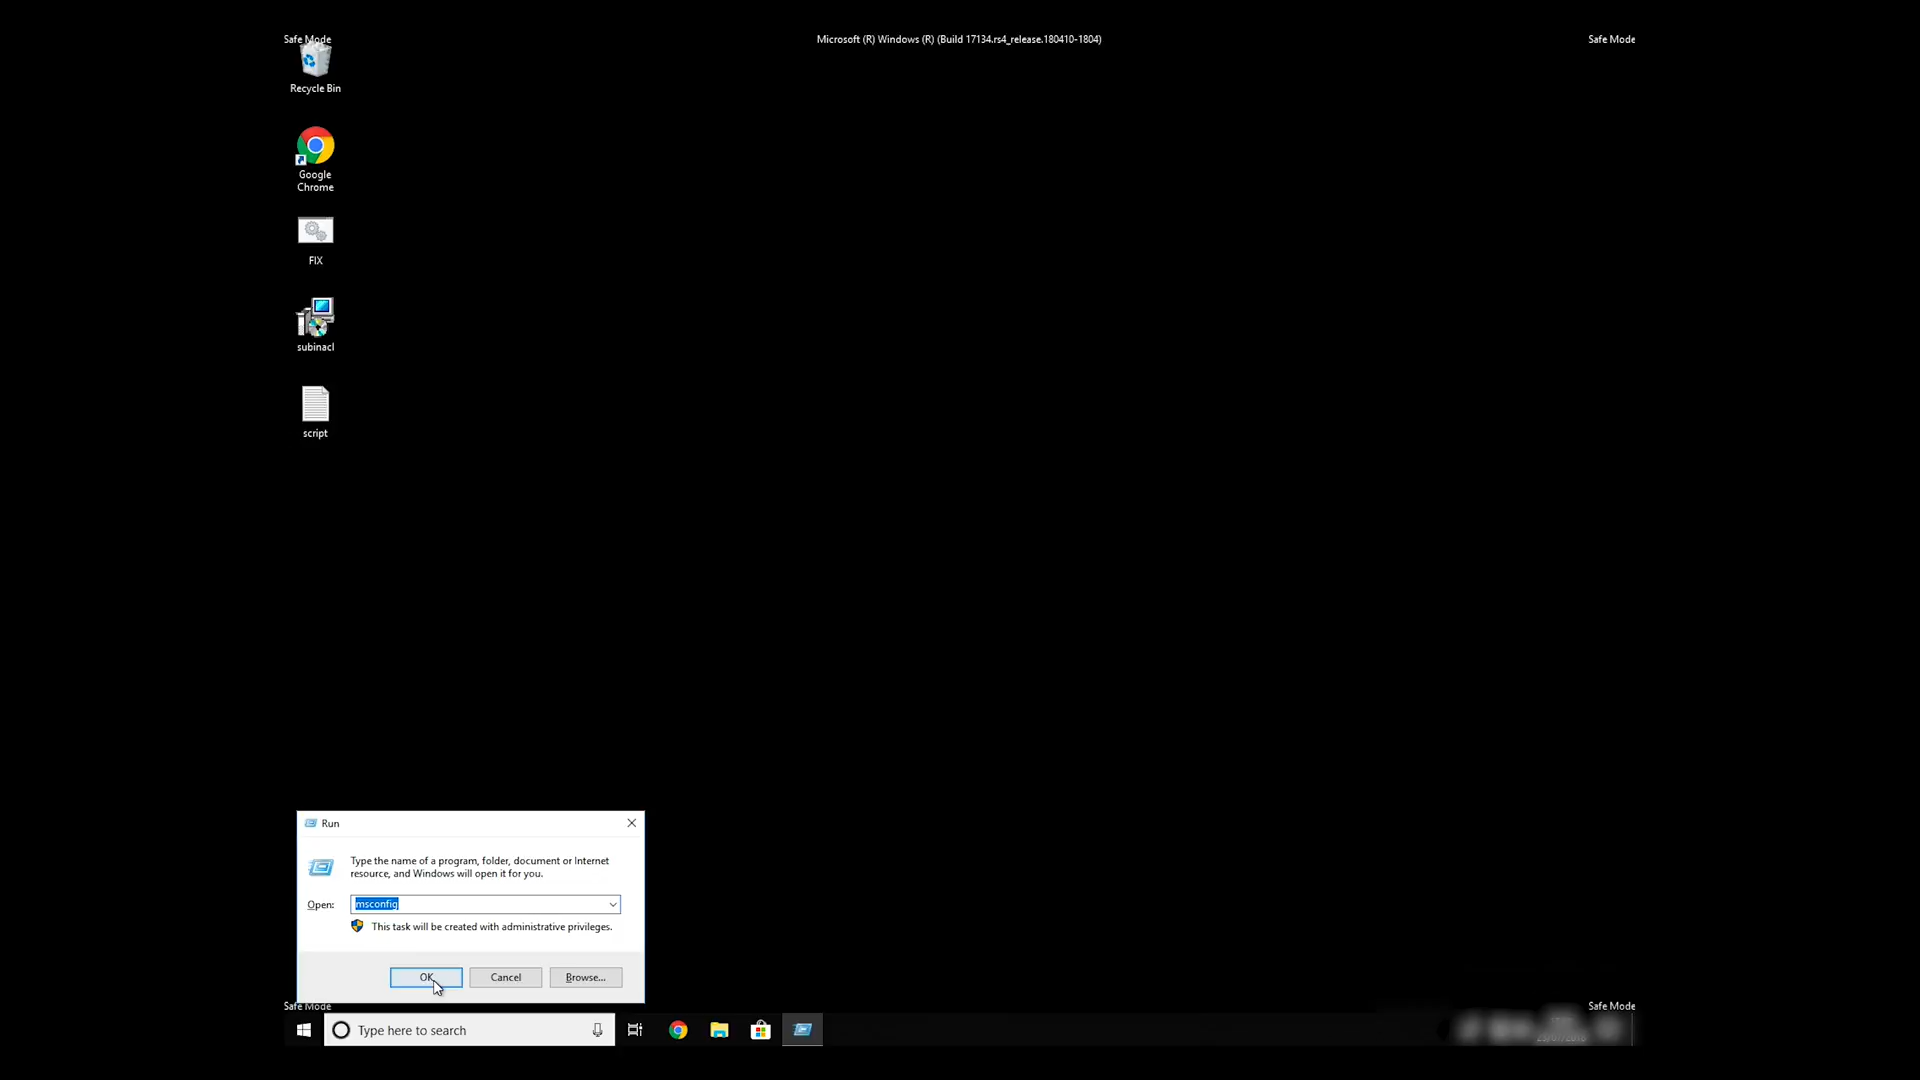 Safe Mode
Microsoft (R) Windows (R) (Build 17134.rs4_release.180410-1804)
Safe Mode
Recycle Bin
Google
Chrome
FIX
subinacl
script
Run
Type the name of a program, folder, document or Internet
resource, and Windows will open it for you.
Open:
msconfig
This task will be created with administrative privileges.
OK
Cancel
Browse...
Safe Mode
Safe Mode
Type here to search